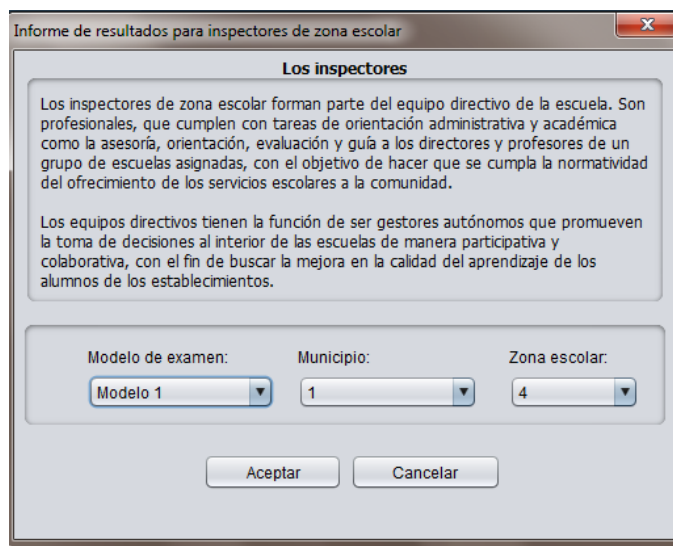 Informe de resultados para inspectores de zona escolar
Los inspectores
Los inspectores de zona escolar forman parte del equipo directivo de la escuela. Son
profesionales, que cumplen con tareas de orientación administrativa y académica
como la asesoría, orientación, evaluación y guía a los directores y profesores de un
grupo de escuelas asignadas, con el objetivo de hacer que se cumpla la normatividad
del ofrecimiento de los servicios escolares a la comunidad.
Los equipos directivos tienen la función de ser gestores autónomos que promueven
la toma de decisiones al interior de las escuelas de manera participativa y
colaborativa, con el fin de buscar la mejora en la calidad del aprendizaje de los
alumnos de los establecimientos.
Modelo de examen: Municipio: Zona escolar:
Modelo 1 1 4
Aceptar Cancelar